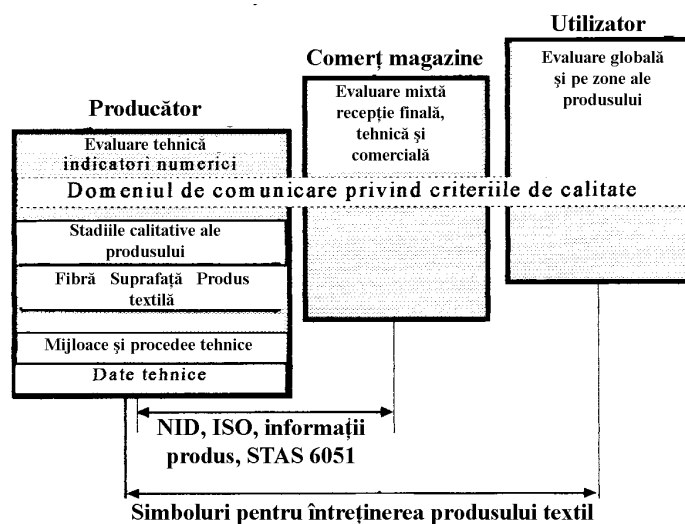 Utilizator
Evaluare globală
și pe zone ale
produsului
Comerț magazine
Evaluare mixtă
recepție finală,
tehnică și
comercială
Producător
Evaluare tehnică
indicatori numerici
Domeniul de comunicare privind criteriile de calitate
Stadiile calitative ale
produsului
Fibră Suprafață Produs
textilă
Mijloace și procedee tehnice
Date tehnice
NID, ISO, informații
produs, STAS 6051
Simboluri pentru întreținerea produsului textil